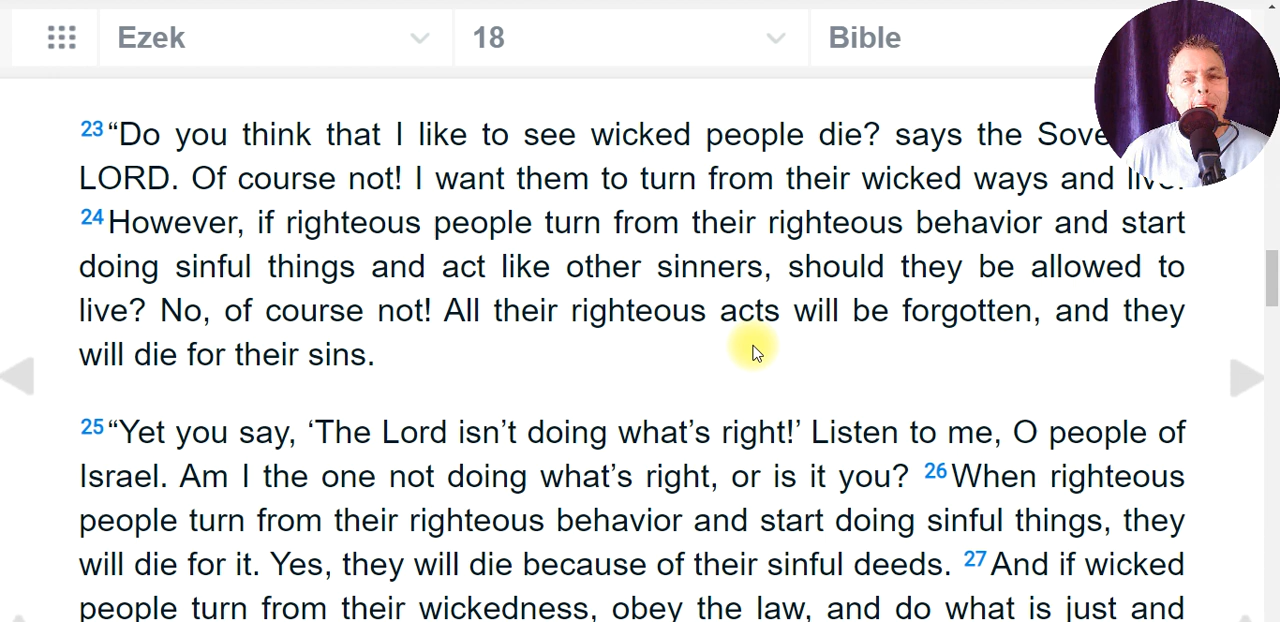 Ezek 18 Bible
23 “Do you think that I like to see wicked people die? says the Sove
LORD. Of course not! I want them to turn from their wicked ways and live.
24 However, if righteous people turn from their righteous behavior and start
doing sinful things and act like other sinners, should they be allowed to
live? No, of course not! All their righteous acts will be forgotten, and they
will die for their sins.
25 “Yet you say, ‘The Lord isn’t doing what’s right!’ Listen to me, O people of
Israel. Am I the one not doing what’s right, or is it you? 26 When righteous
people turn from their righteous behavior and start doing sinful things, they
will die for it. Yes, they will die because of their sinful deeds. 27 And if wicked
people turn from their wickedness, obey the law, and do what is just and